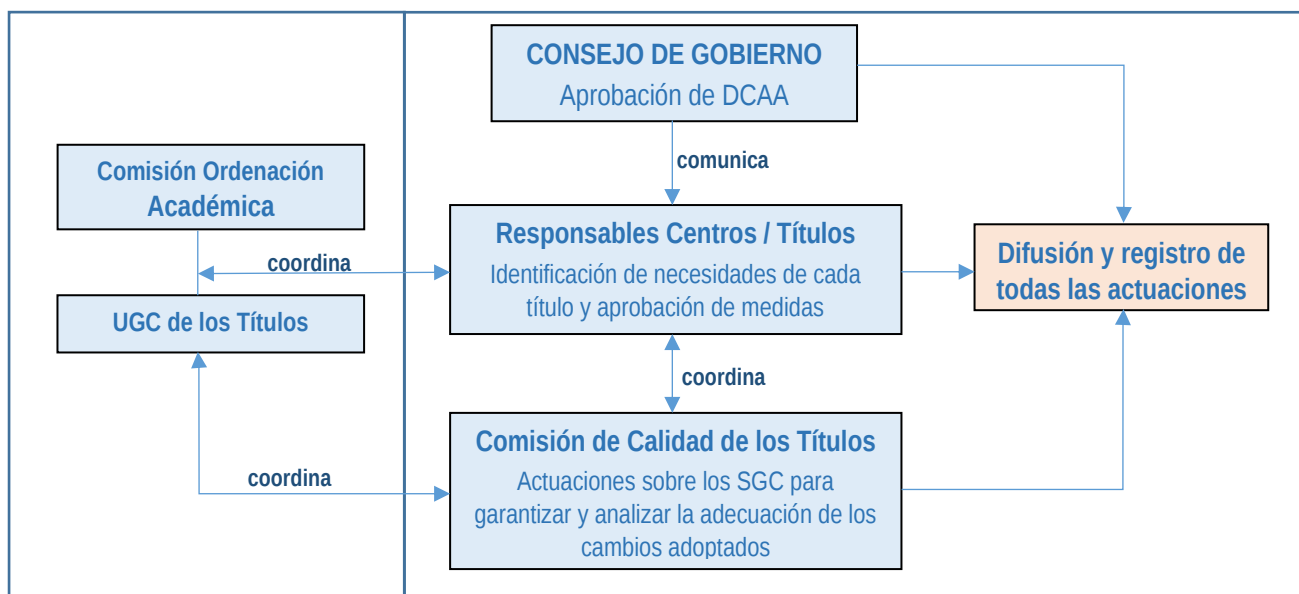 CONSEJO DE GOBIERNO
Aprobación de DCAA
comunica
Comisión Ordenación
Académica
Responsables Centros / Títulos
Identificación de necesidades de cada
título y aprobación de medidas
coordina
Difusión y registro de
todas las actuaciones
UGC de los Títulos
coordina
Comisión de Calidad de los Títulos
Actuaciones sobre los SGC para
garantizar y analizar la adecuación de los
cambios adoptados
coordina